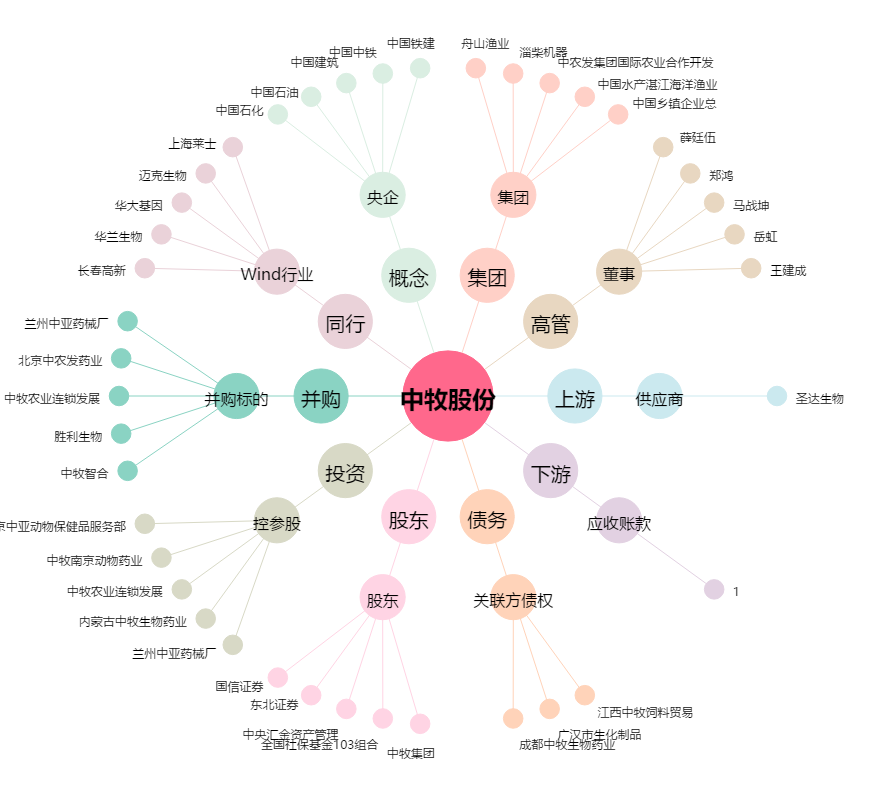 中国铁建
舟山渔业
中国中铁
淄柴机器
中国建筑
中农发集团国际农业合作开发
中国石油
中国水产湛江海洋渔业
中国石化
中国乡镇企业总
上海莱士
薛廷伍
迈克生物
郑鸿
央企
集团
华大基因
马战坤
华兰生物
岳虹
长春高新
Wind行业
概念
集团
董事
王建成
同行
高管
兰州中亚药械厂
北京中农发药业
中牧农业连锁发展
并购标的
并购
中牧股份
上游
供应商
圣达生物
胜利生物
中牧智合
投资
下游
京中亚动物保健品服务部
控参股
股东
债务
应收账款
中牧南京动物药业
中牧农业连锁发展
1
内蒙古中牧生物药业
股东
关联方债权
兰州中亚药械厂
国信证券
东北证券
江西中牧饲料贸易
中央汇金资产管理
广汉市生化制品
全国社保基金103组合
成都中牧生物药业
中牧集团